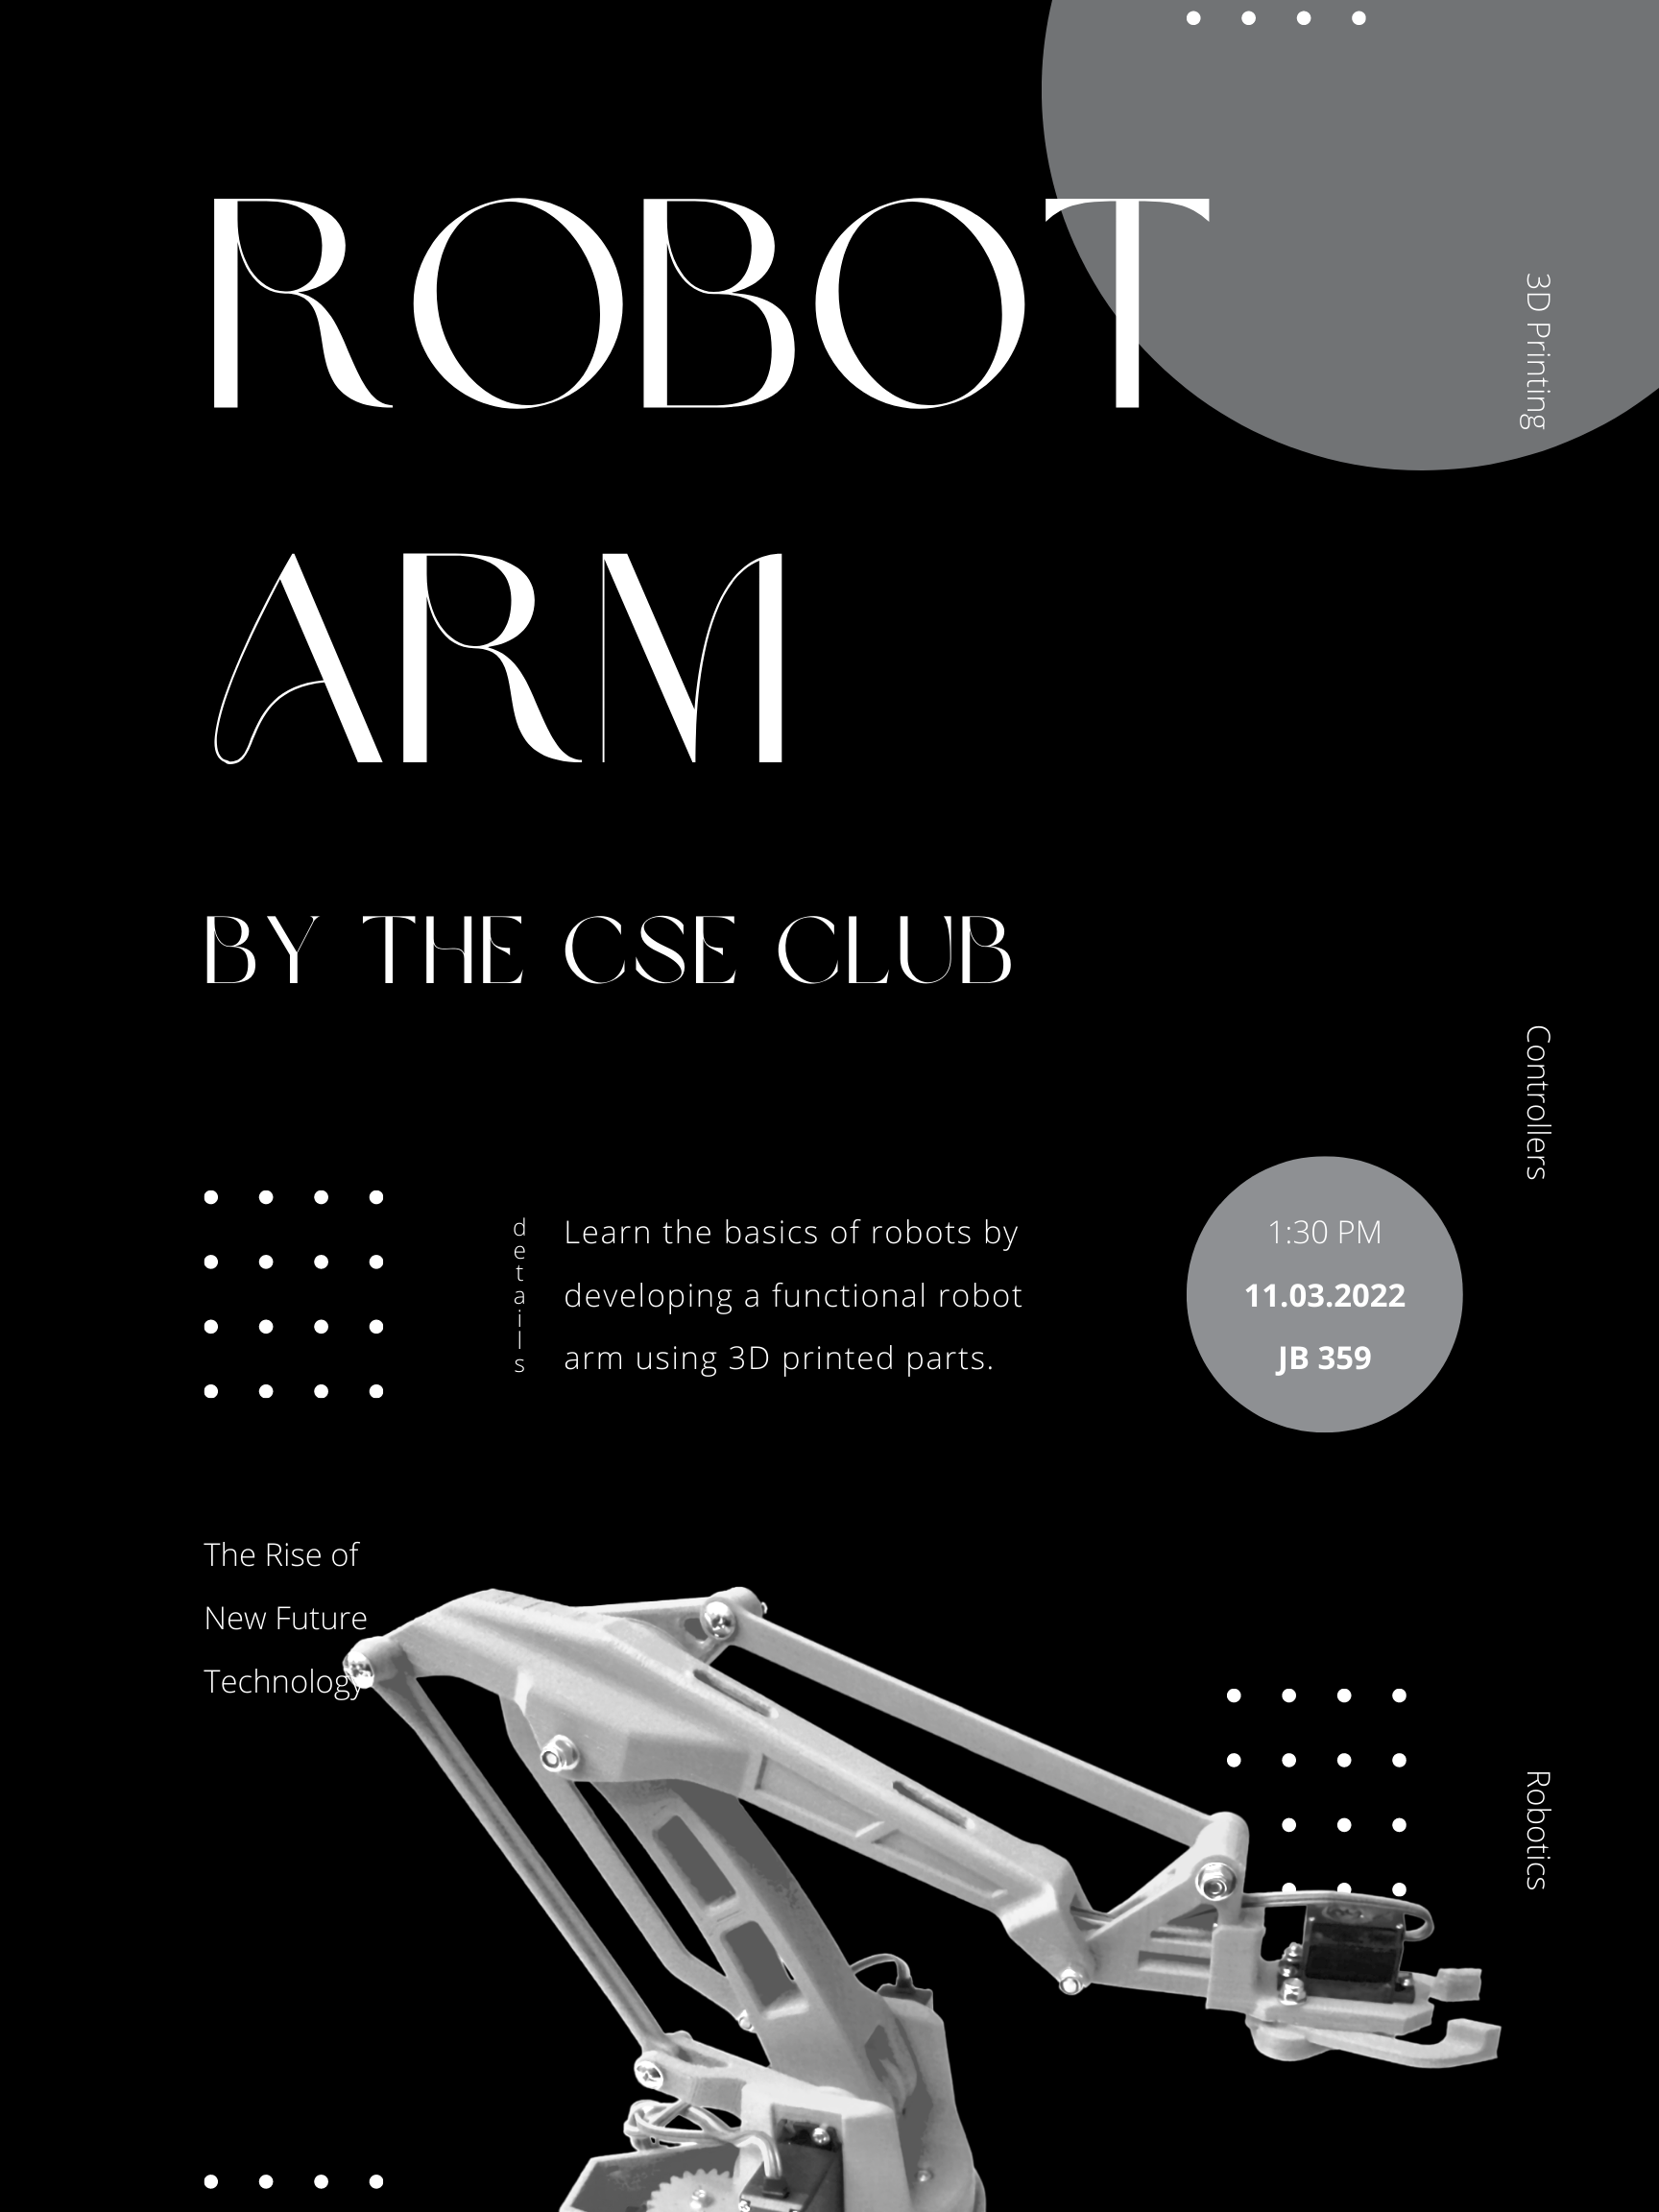 3D Printing
ROBOT
ARM
BY THE CSE CLUB
Controllers
details
Learn the basics of robots by
developing a functional robot
arm using 3D printed parts.
1:30 PM
11.03.2022
JB 359
The Rise of
New Future
Technology
Robotics